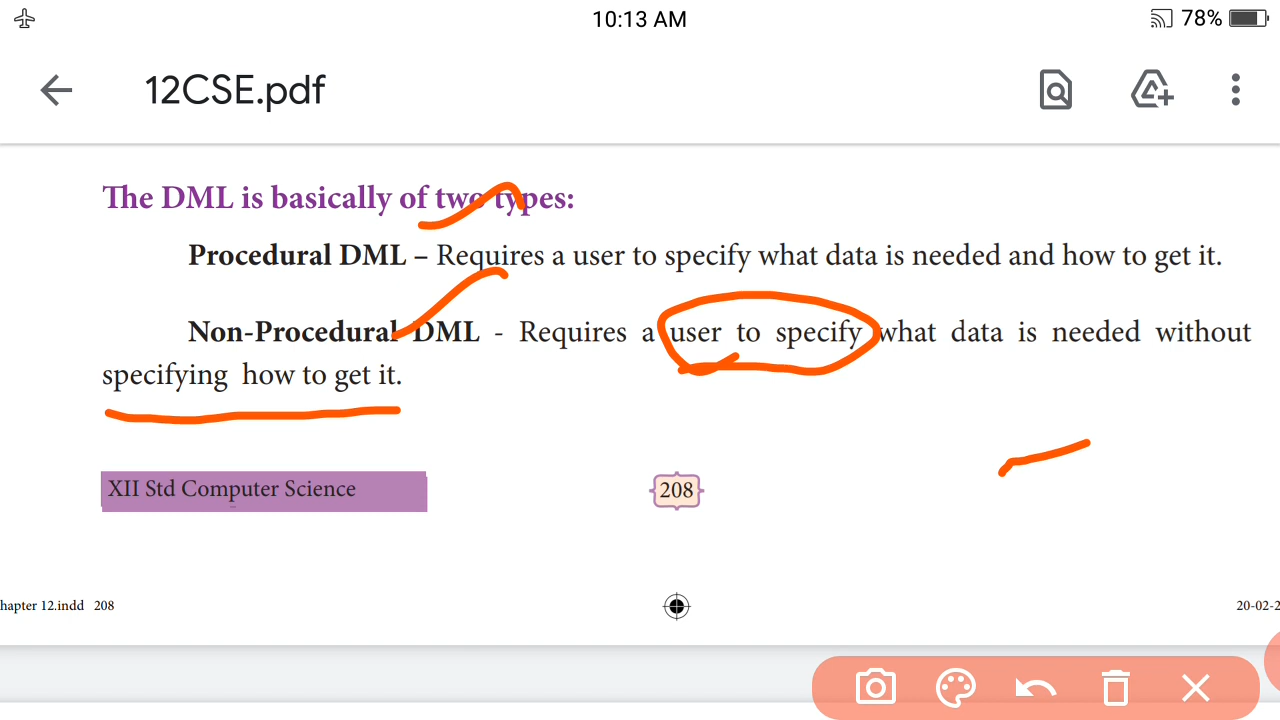 10:13 AM
78%
12CSE.pdf
The DML is basically of two types:
Procedural DML – Requires a user to specify what data is needed and how to get it.
Non-Procedural DML - Requires a user to specify what data is needed without
specifying how to get it.
XII Std Computer Science
208
hapter 12.indd 208
20-02-2